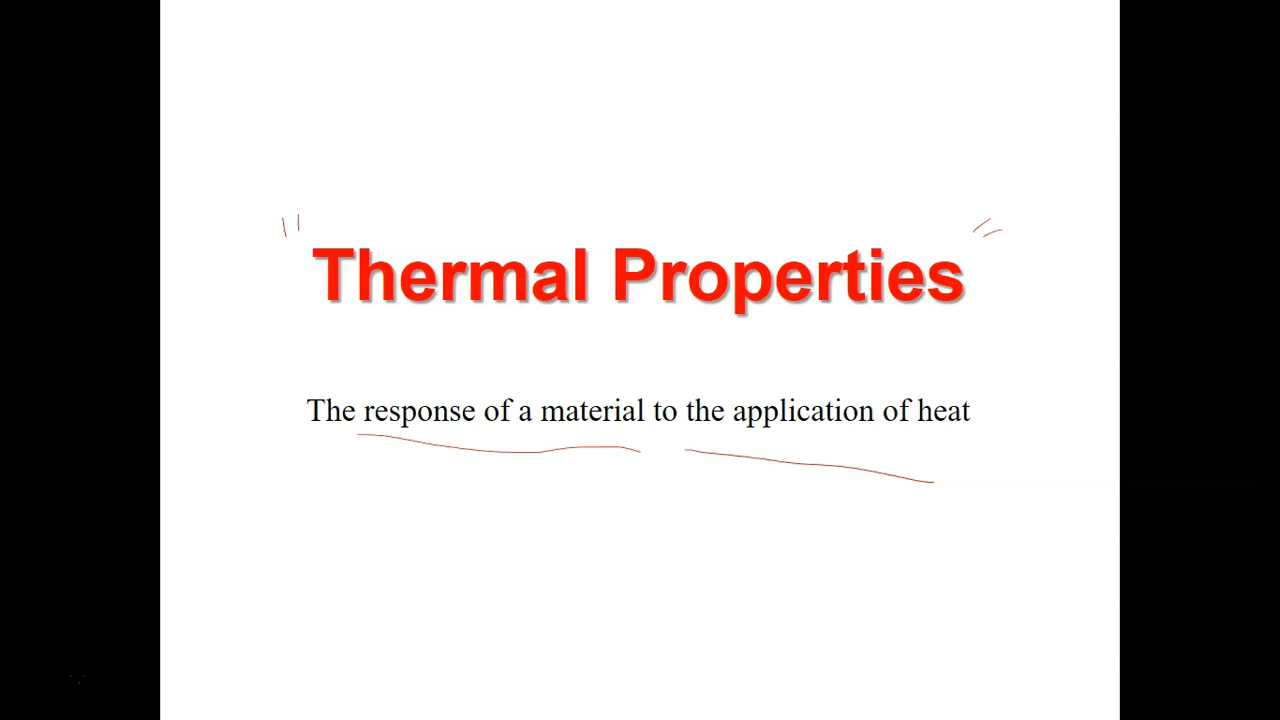 "Thermal Properties"
The response of a material to the application of heat